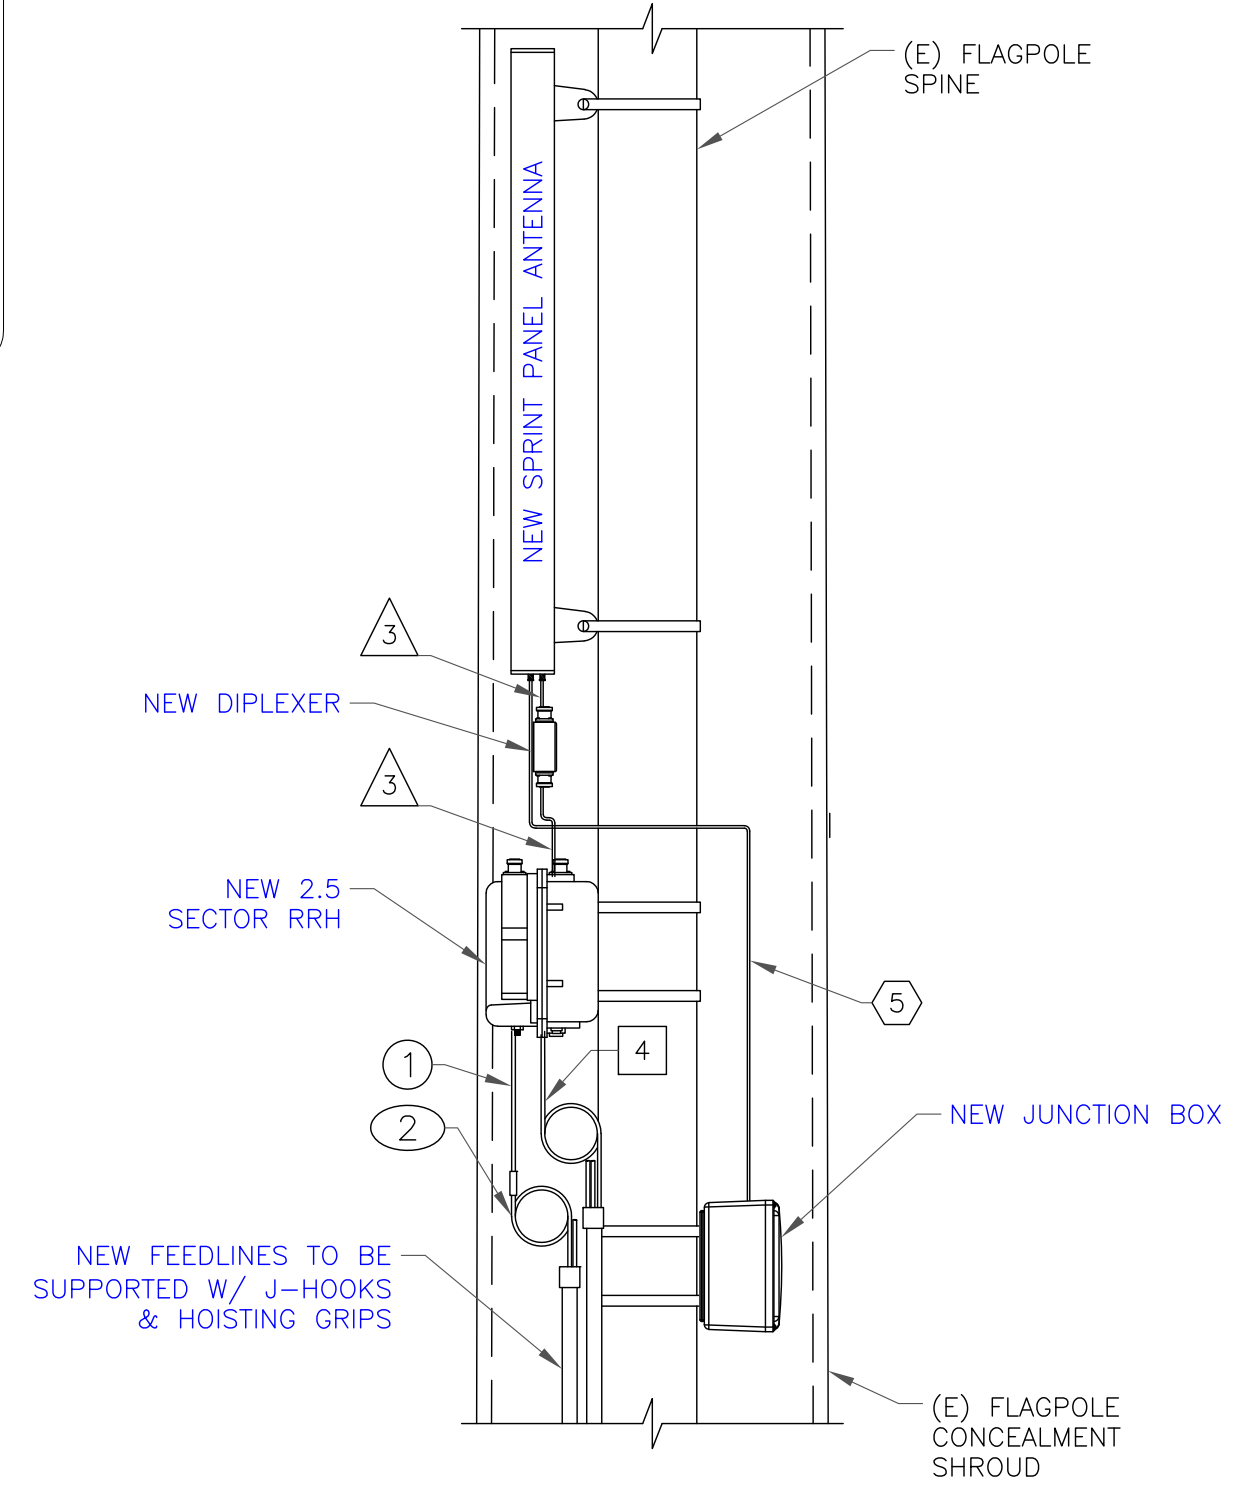 (E) FLAGPOLE
SPINE
NEW SPRINT PANEL ANTENNA
3
NEW DIPLEXER
3
NEW 2.5
SECTOR RRH
5
4
1
2
NEW JUNCTION BOX
NEW FEEDLINES TO BE
SUPPORTED W/ J-HOOKS
& HOISTING GRIPS
(E) FLAGPOLE
CONCEALMENT
SHROUD